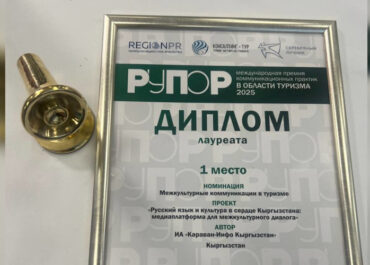 REGIONPR
КОНСАЛТИНГ-ТУР
СЕРЕБРЯНЫЙ
РУПОР
международная премия
коммуникационных практик
В ОБЛАСТИ ТУРИЗМА
2025
ДИПЛОМ
лауреата
1 место
НОМИНАЦИЯ
Межкультурные коммуникации в туризме
ПРОЕКТ
«Русский язык и культура в сердце Кыргызстана:
медиаплатформа для межкультурного диалога»
АВТОР
ИА «Караван-Инфо Кыргызстан»
Кыргызстан